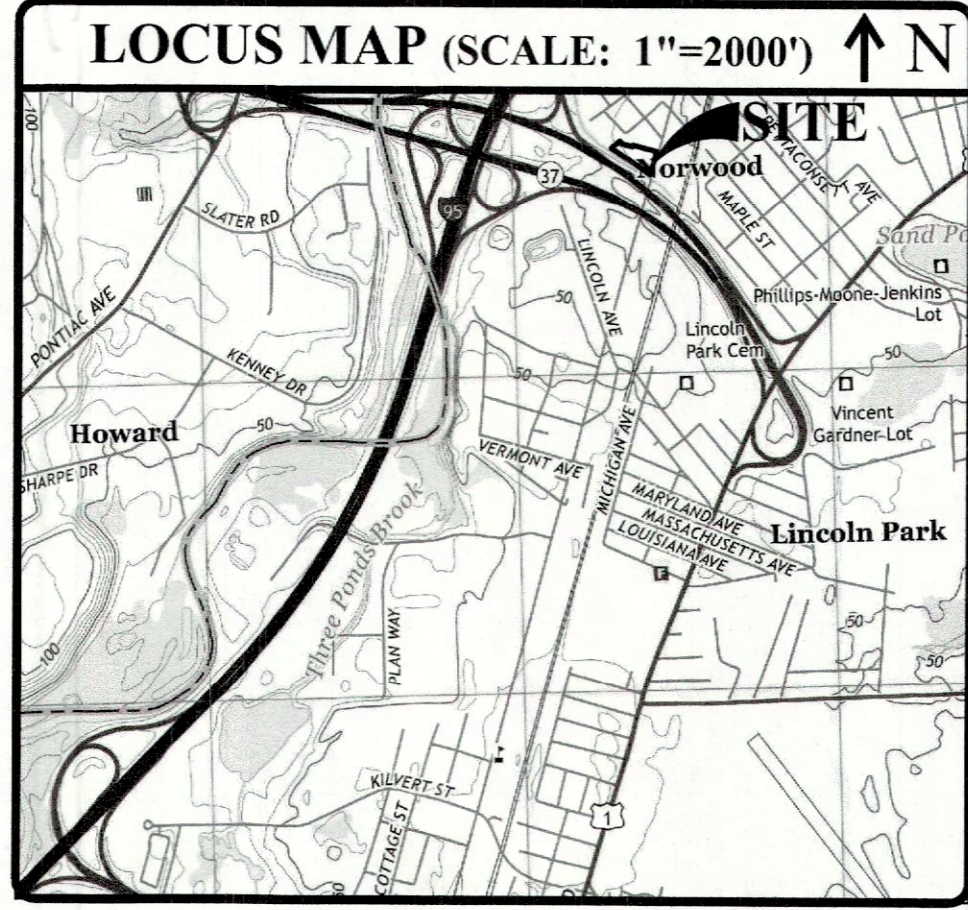 LOCUS MAP (SCALE: 1"=2000') N
SITE
Norwood
100
37
95
AVE
MAPLE ST
SLATER RD
Sand
LINCOLN AVE
50
Phillips-Moone-Jenkins
Lot
PONTIAC AVE
Lincoln
Park Cem
KENNEY DR
50
50
Vincent
Gardner Lot
Howard
50
VERMONT AVE
MICHIGAN AVE
SHARPE DR
MARYLAND AVE
MASSACHUSETTS AVE
LOUISIANA AVE
Lincoln Park
F
Three Ponds Brook
PLAN WAY
50
50
100
KILVERT ST
COTTAGE ST
1